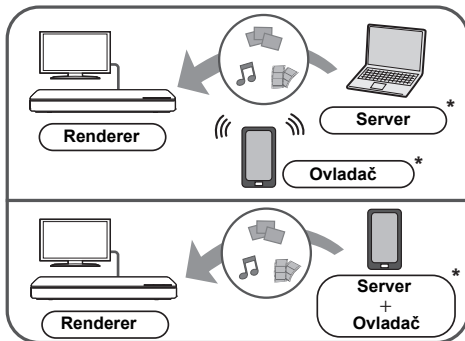 Server *
Renderer
Ovladač *
Server *
+
Ovladač
Renderer